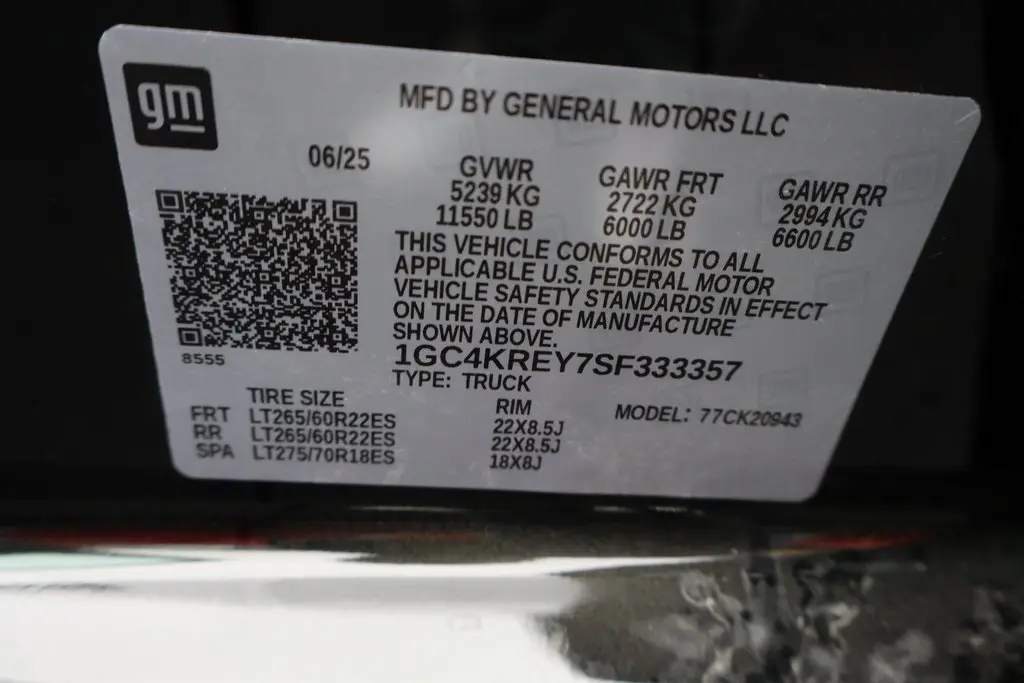 gm
MFD BY GENERAL MOTORS LLC
06/25
GVWR GAWR FRT GAWR RR
5239 KG 2722 KG 2994 KG
11550 LB 6000 LB 6600 LB
THIS VEHICLE CONFORMS TO ALL
APPLICABLE U.S. FEDERAL MOTOR
VEHICLE SAFETY STANDARDS IN EFFECT
ON THE DATE OF MANUFACTURE
SHOWN ABOVE.
8555
1GC4KREY7SF333357
TYPE: TRUCK
TIRE SIZE RIM MODEL: 77CK20943
FRT LT265/60R22ES 22X8.5J
RR LT265/60R22ES 22X8.5J
SPA LT275/70R18ES 18X8J